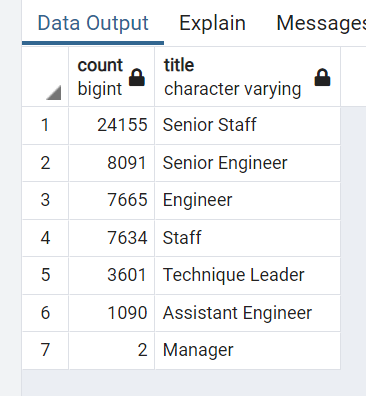 Data Output Explain Messages
count title
bigint character varying
1 24155 Senior Staff
2 8091 Senior Engineer
3 7665 Engineer
4 7634 Staff
5 3601 Technique Leader
6 1090 Assistant Engineer
7 2 Manager